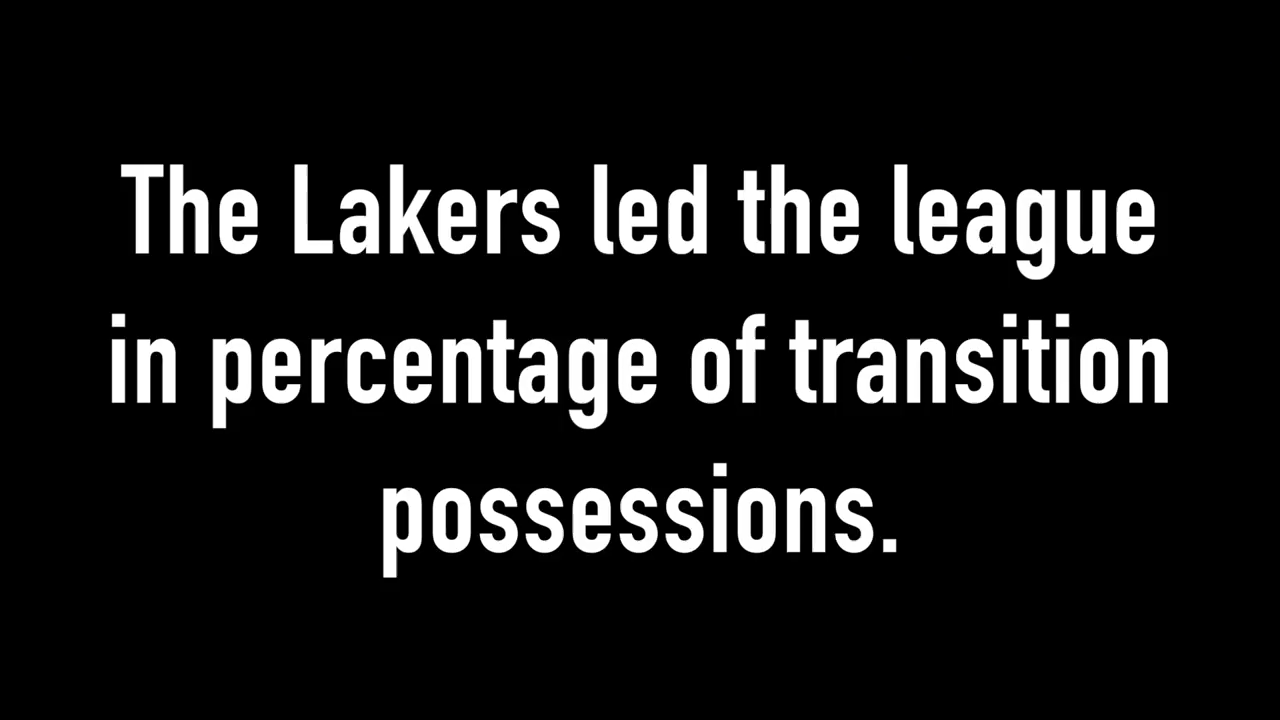 The Lakers led the league
in percentage of transition
possessions.